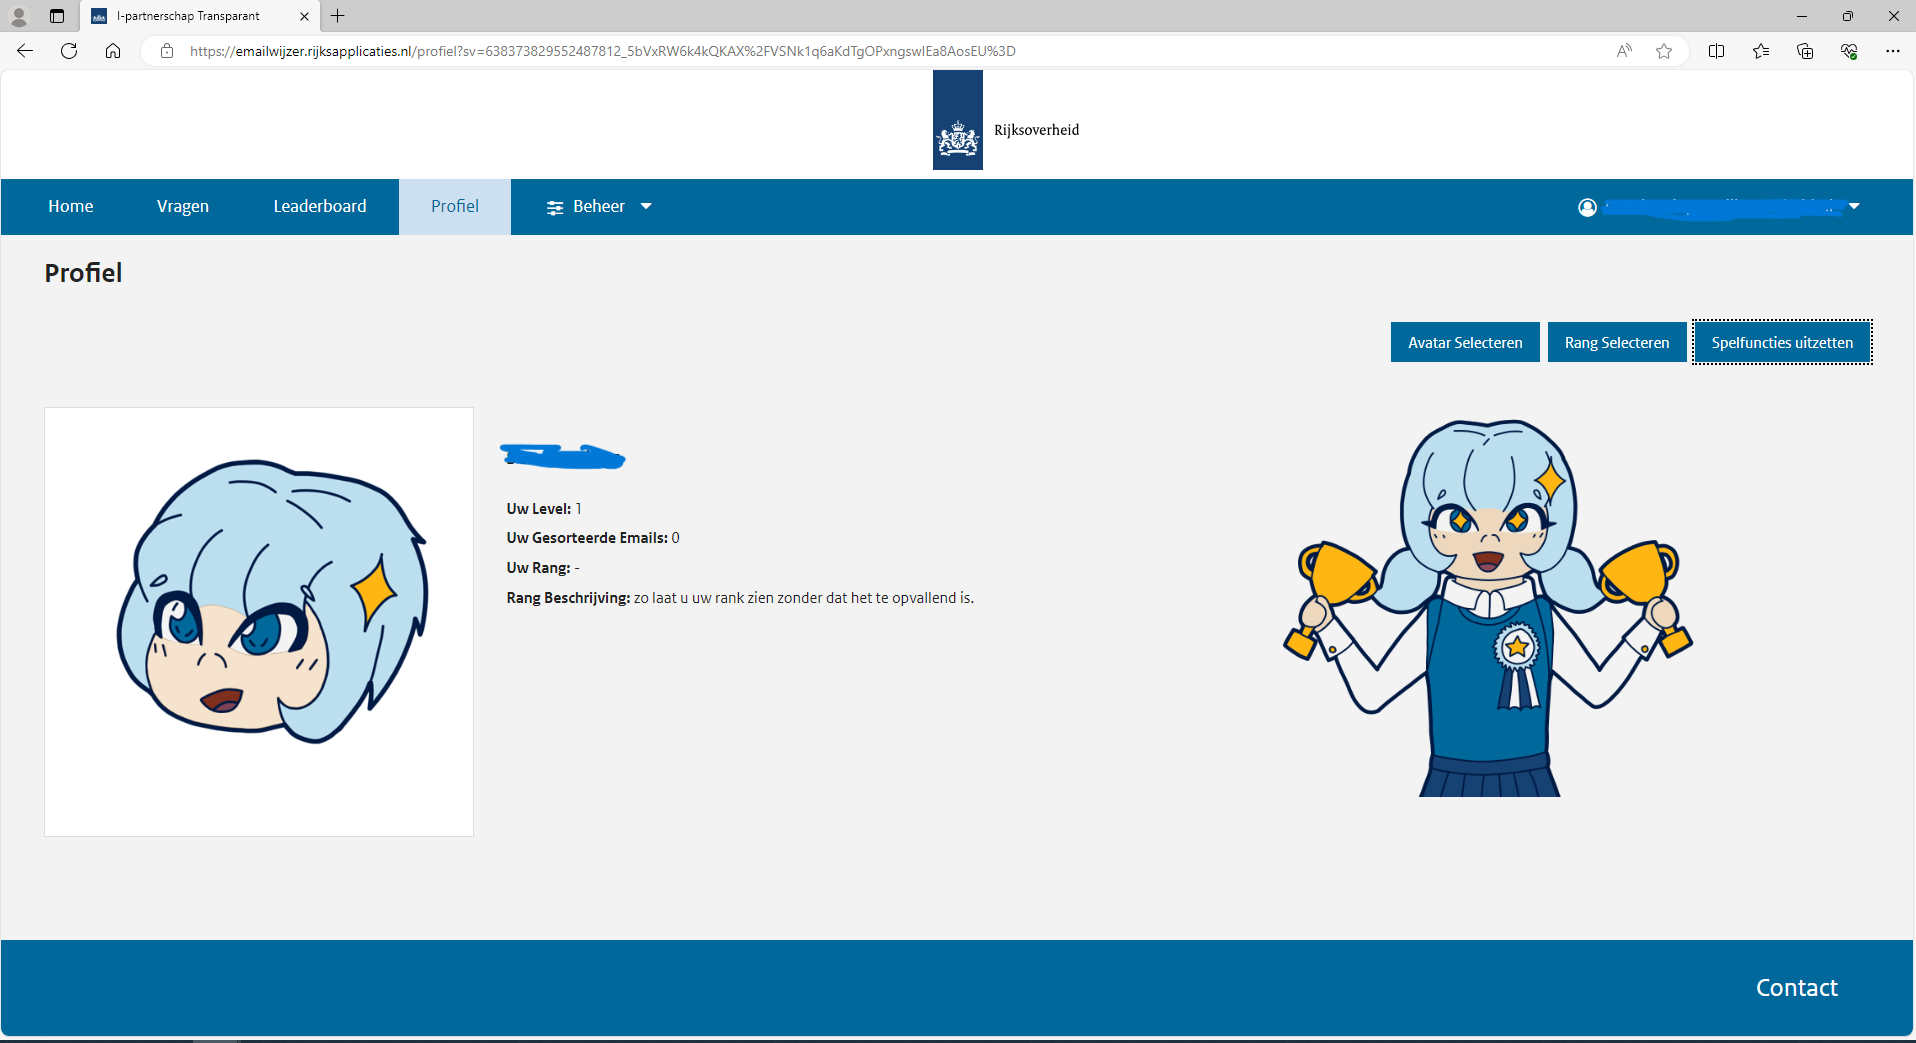 I-partnerschap Transparant
https://emailwijzer.rijksapplicaties.nl/profiel?sv=638373829552487812_5bVxRW6k4kQKAX%2FVSNk1q6aKdTgOPxngswIEa8AosEU%3D
Rijksoverheid
Home Vragen Leaderboard Profiel Beheer
Profiel
Avatar Selecteren Rang Selecteren Spelfuncties uitzetten
Uw Level: 1
Uw Gesorteerde Emails: 0
Uw Rang: -
Rang Beschrijving: zo laat u uw rank zien zonder dat het te opvallend is.
Contact